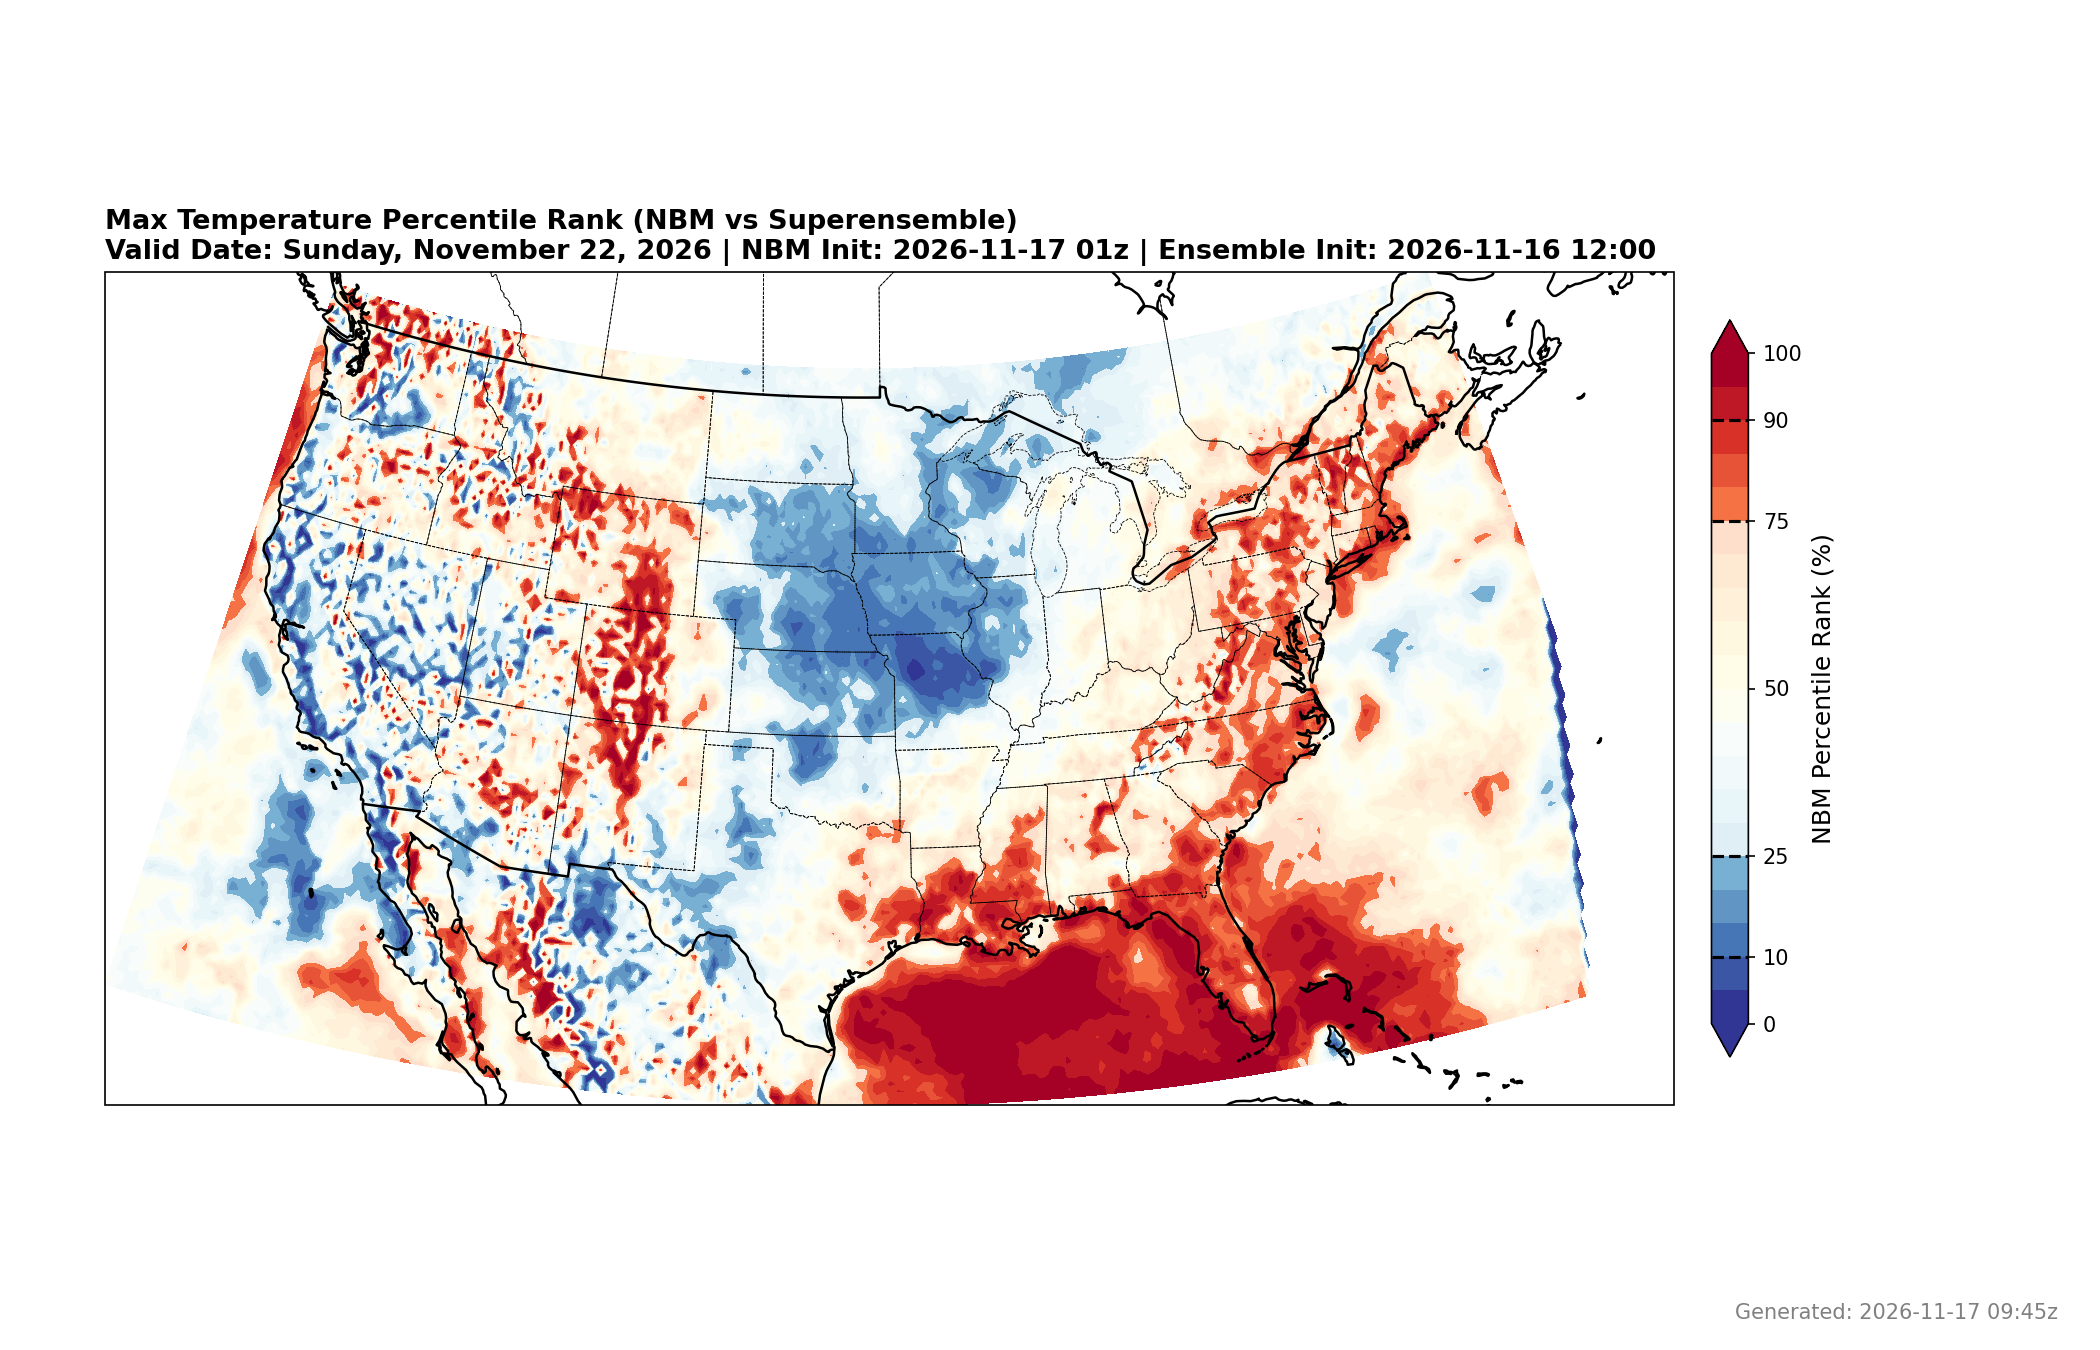 Max Temperature Percentile Rank (NBM vs Superensemble)
Valid Date: Sunday, November 22, 2026 | NBM Init: 2026-11-17 01z | Ensemble Init: 2026-11-16 12:00
100
90
75
50
25
10
0
NBM Percentile Rank (%)
Generated: 2026-11-17 09:45z